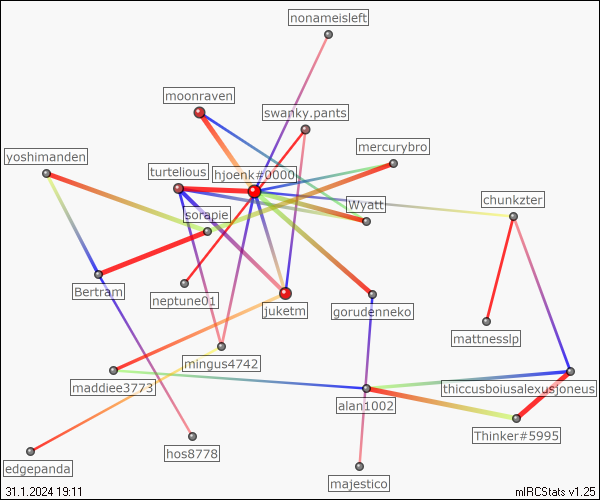 nonameisleft
moonraven
swanky.pants
mercurybro
yoshimanden
turtelious
hjoenk#0000
chunkzter
Wyatt
sorapie
Bertram
neptune01
juketm
gorudenneko
mattnesslp
mingus4742
maddiee3773
thiccusboiusalexusjoneus
alan1002
Thinker#5995
hos8778
edgepanda
majestico
31.1.2024 19:11
mIRCStats v1.25